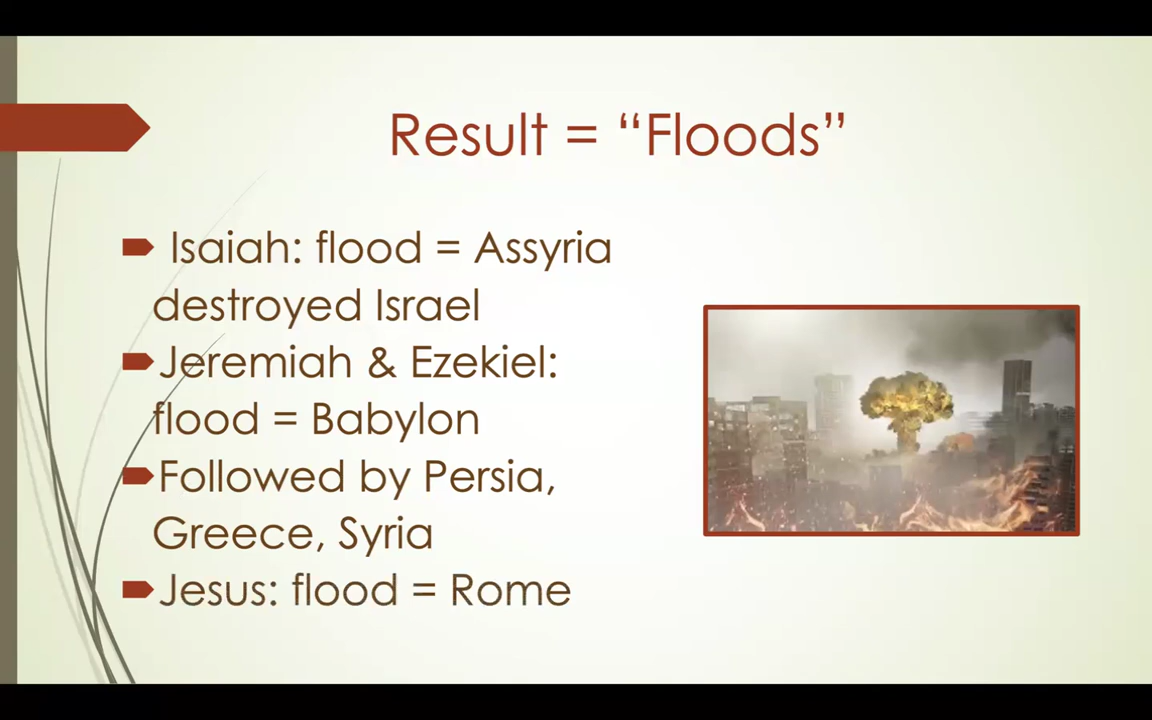 Result = “Floods”
Isaiah: flood = Assyria
destroyed Israel
Jeremiah & Ezekiel:
flood = Babylon
Followed by Persia,
Greece, Syria
Jesus: flood = Rome